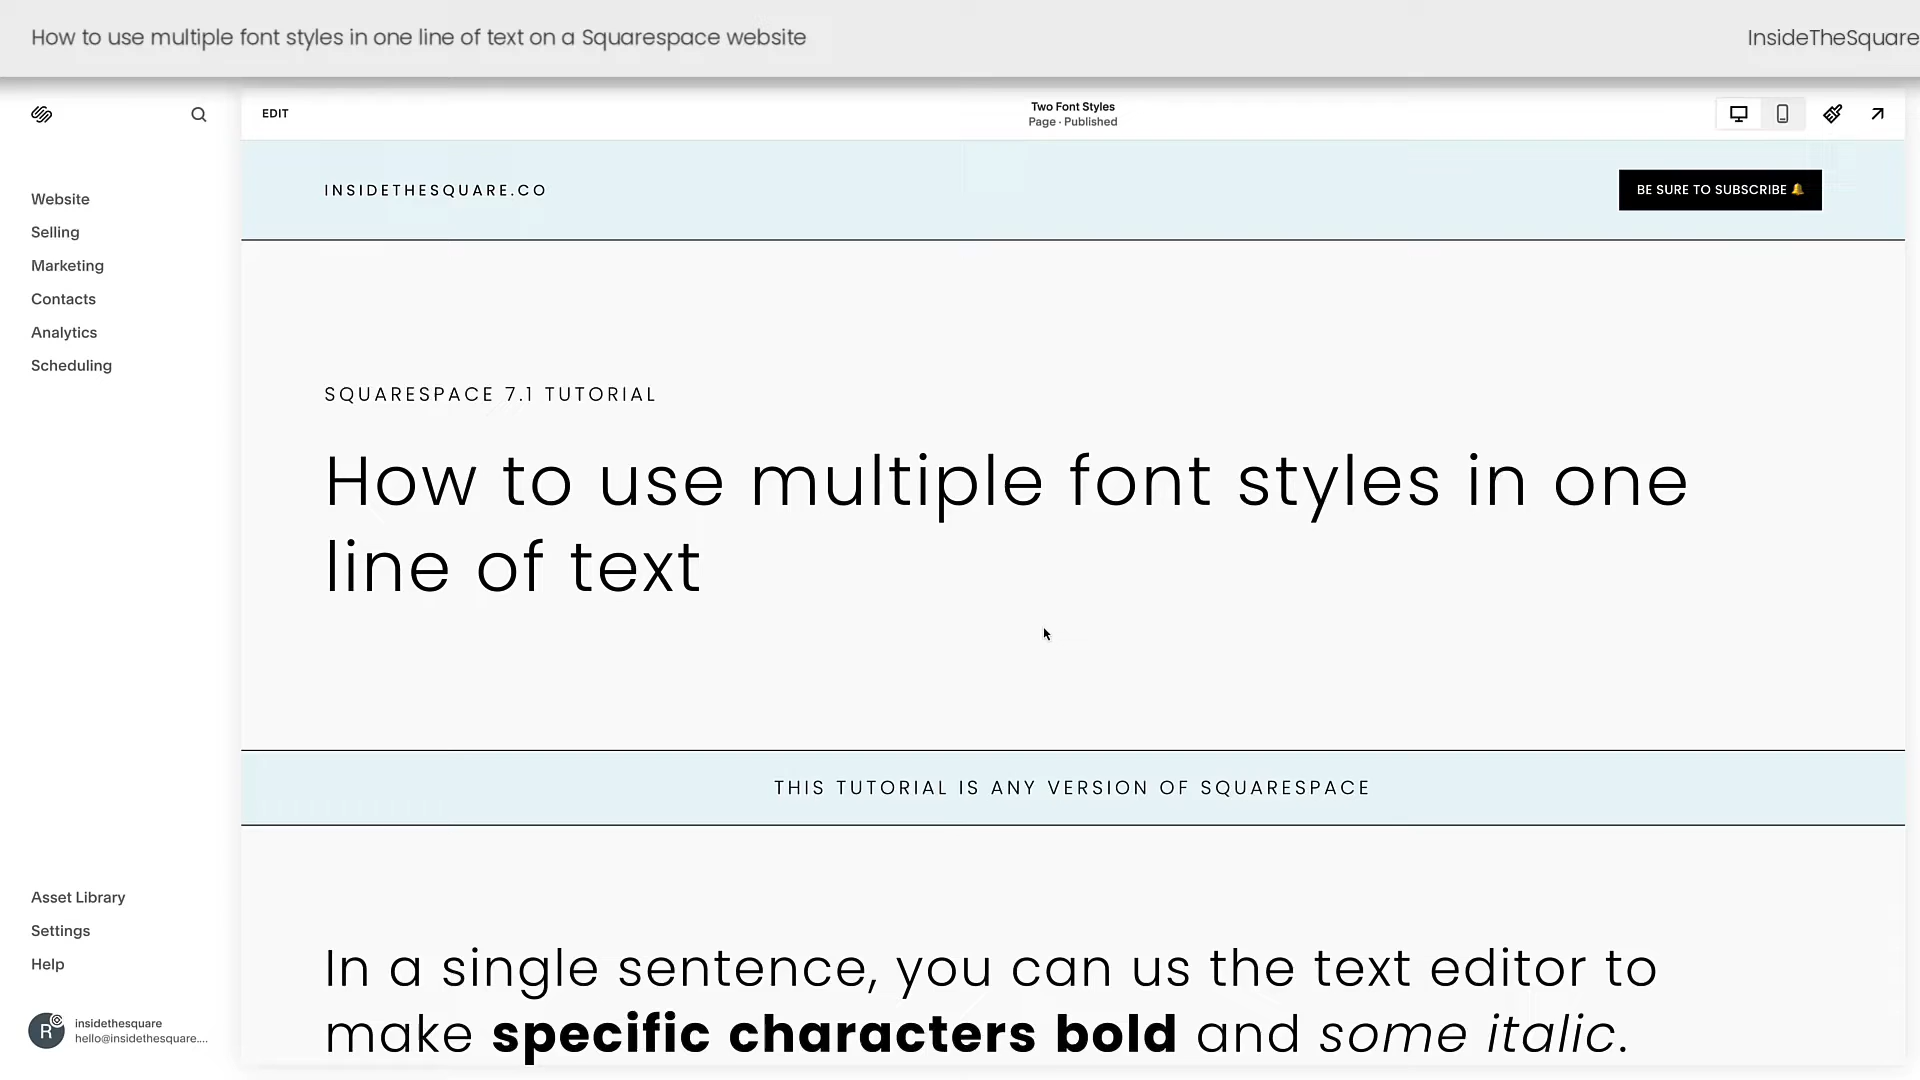 How to use multiple font styles in one line of text on a Squarespace website
InsideTheSquare
EDIT
Two Font Styles
Page · Published
Website
Selling
Marketing
Contacts
Analytics
Scheduling
INSIDETHESQUARE.CO
BE SURE TO SUBSCRIBE 🔔
SQUARESPACE 7.1 TUTORIAL
How to use multiple font styles in one
line of text
THIS TUTORIAL IS ANY VERSION OF SQUARESPACE
In a single sentence, you can us the text editor to
make specific characters bold and some italic.
Asset Library
Settings
Help
R
insidethesquare
hello@insidethesquare....